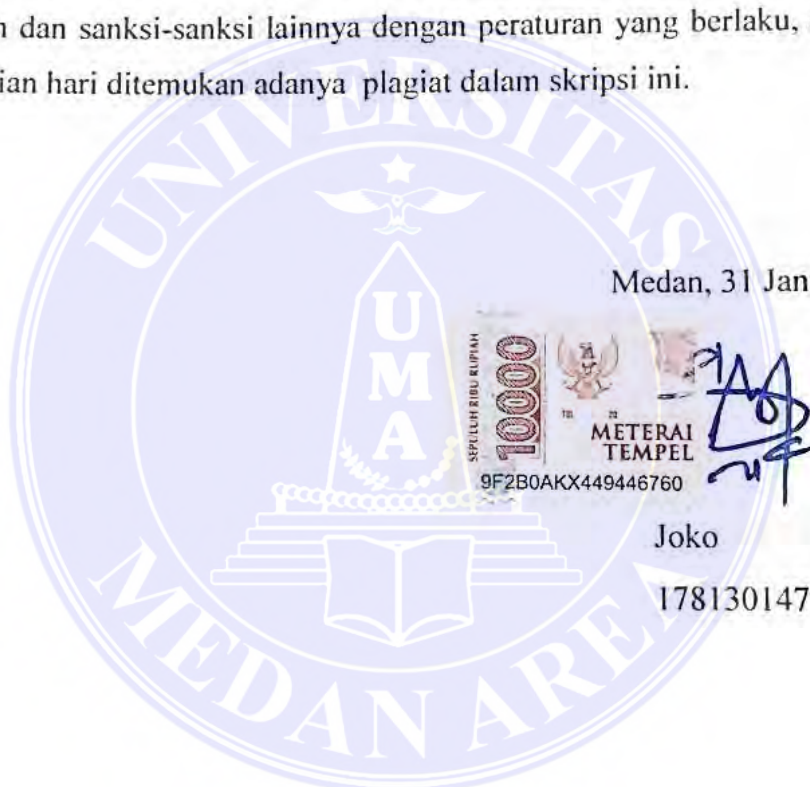 dan sanksi-sanksi lainnya dengan peraturan yang berlaku,
ian hari ditemukan adanya plagiat dalam skripsi ini.
UNIVERSITAS
Medan, 31 Jan
UMA
SEPULUH RIBU RUPIAH
10000
METERAI
TEMPEL
9F2B0AKX449446760
Joko
178130147
MEDAN AREA